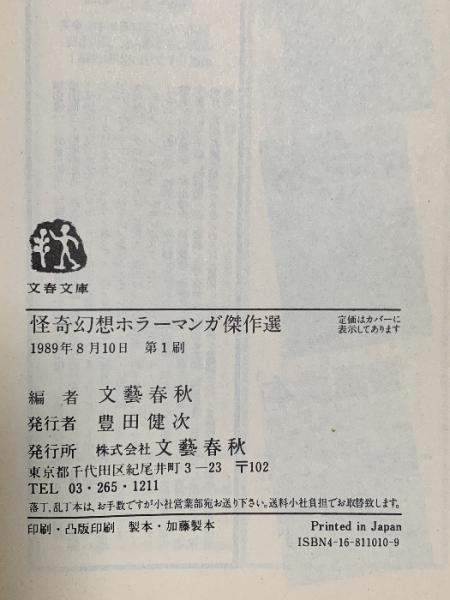 文春文庫
怪奇幻想ホラーマンガ傑作選
定価はカバーに
表示してあります
1989年8月10日 第1刷
編者 文藝春秋
発行者 豊田健次
発行所 株式会社 文藝春秋
東京都千代田区紀尾井町3-23 〒102
TEL 03・265・1211
落丁、乱丁本は、お手数ですが小社営業部宛お送り下さい。送料小社負担でお取替致します。
印刷・凸版印刷 製本・加藤製本
Printed in Japan
ISBN4-16-811010-9